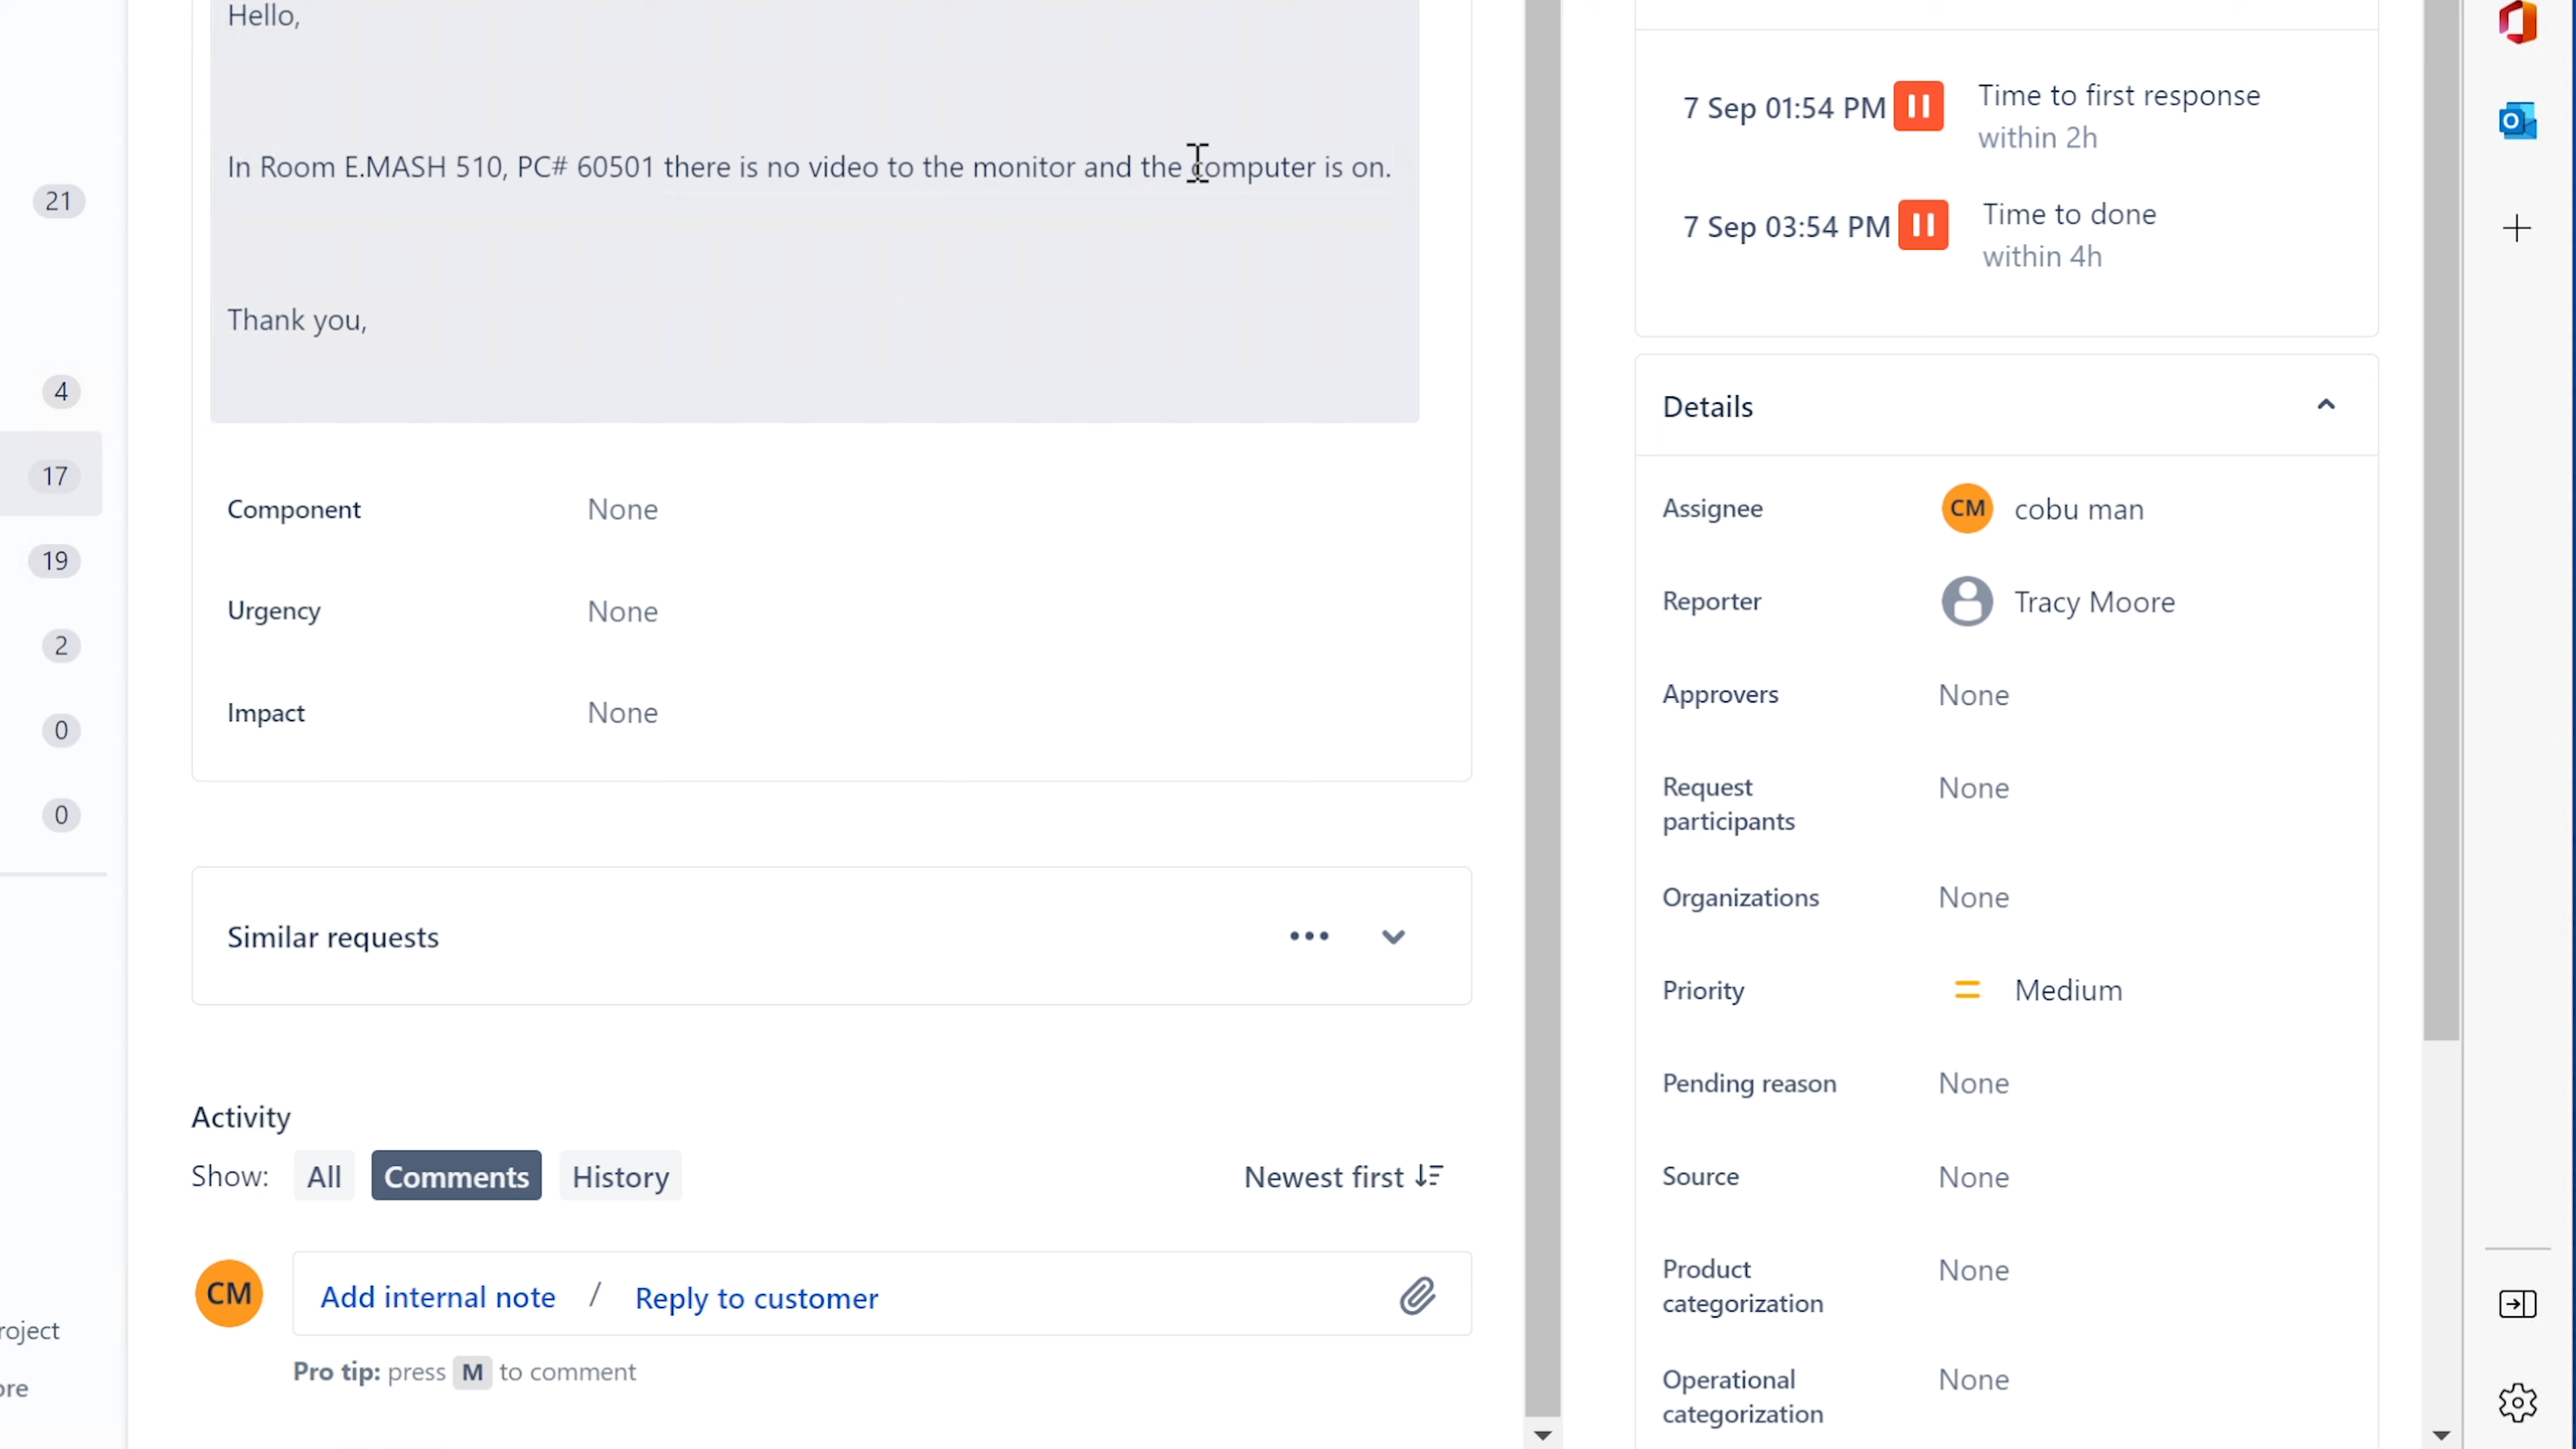 Hello,
In Room E.MASH 510, PC# 60501 there is no video to the monitor and the computer is on.
Thank you,
Component None
Urgency None
Impact None
Similar requests
Activity
Show: All Comments History Newest first
CM Add internal note / Reply to customer
Pro tip: press M to comment
21
4
17
19
2
0
0
roject
ore
7 Sep 01:54 PM Time to first response
within 2h
7 Sep 03:54 PM Time to done
within 4h
Details
Assignee CM cobu man
Reporter Tracy Moore
Approvers None
Request None
participants
Organizations None
Priority Medium
Pending reason None
Source None
Product None
categorization
Operational None
categorization